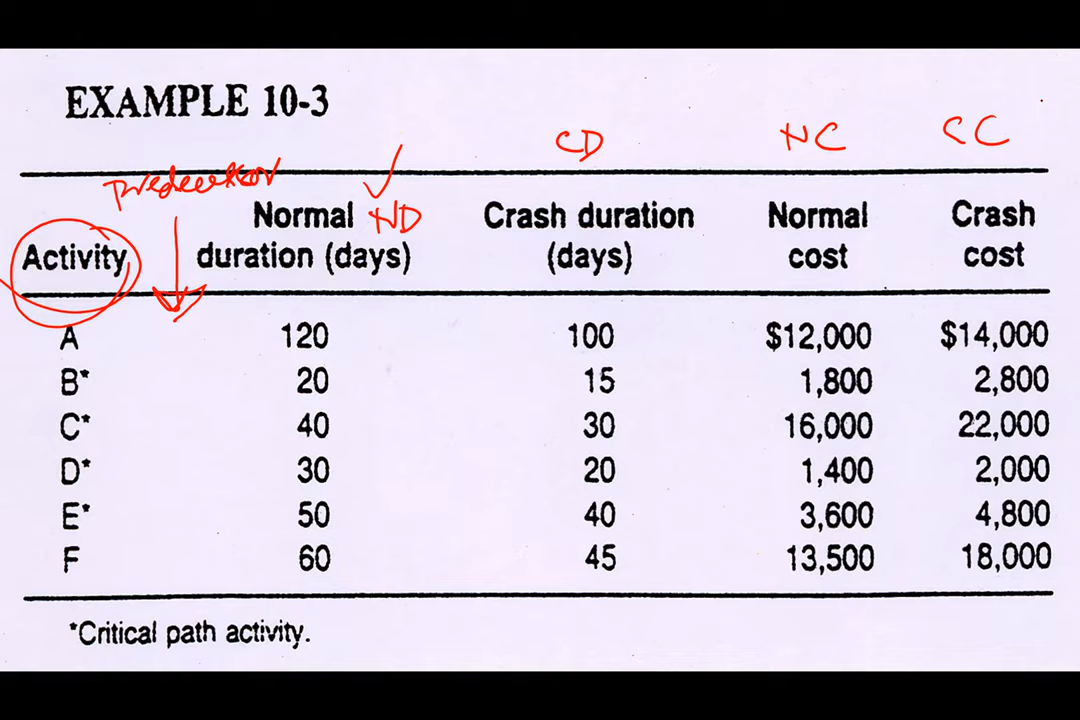 EXAMPLE 10-3
CD NC CC
Predecessor
Normal ND Crash duration Normal Crash
Activity duration (days) (days) cost cost
A 120 100 $12,000 $14,000
B* 20 15 1,800 2,800
C* 40 30 16,000 22,000
D* 30 20 1,400 2,000
E* 50 40 3,600 4,800
F 60 45 13,500 18,000
*Critical path activity.